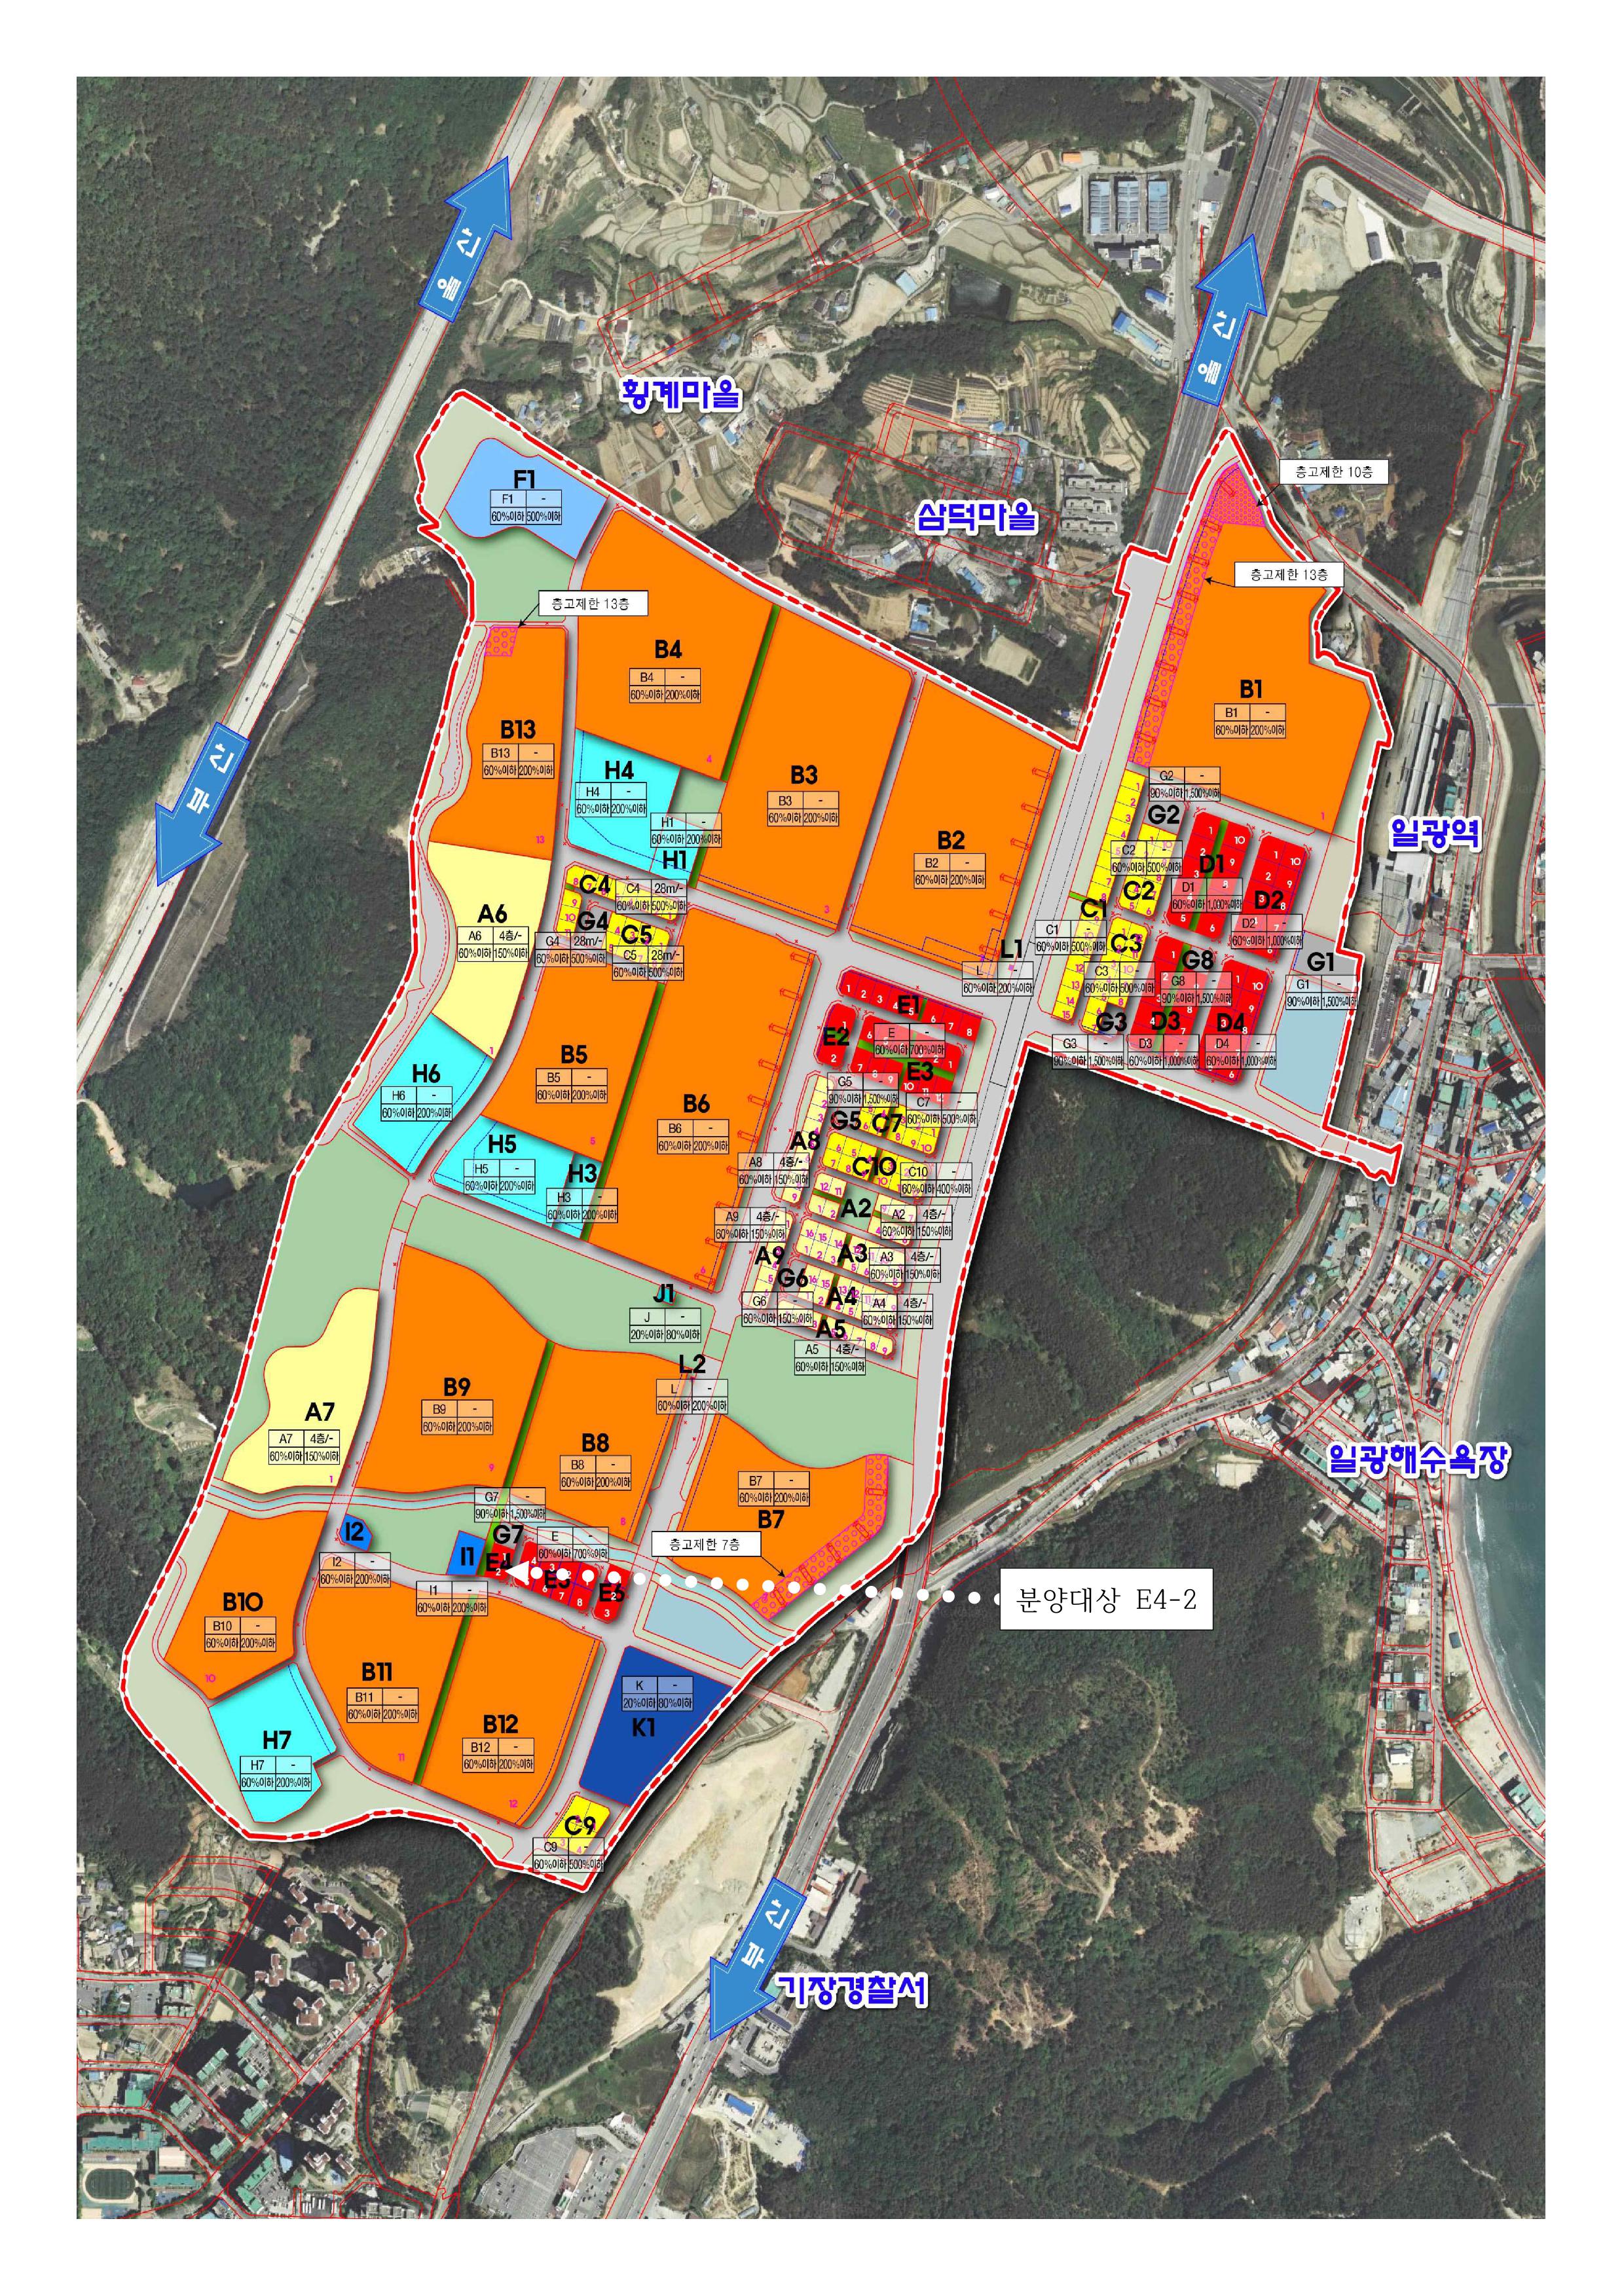 울산
울산
횡계마을
층고제한 10층
F1
F1 -
60%이하 500%이하
삼덕마을
층고제한 13층
층고제한 13층
B4
B4 -
60%이하 200%이하
B1
B1 -
60%이하 200%이하
1
B13
B13 -
60%이하 200%이하
13
부산
H4
H4 -
60%이하 200%이하
4
B3
B3 -
60%이하 200%이하
3
H1 -
60%이하 200%이하
H1
B2
B2 -
60%이하 200%이하
G2 -
90%이하 1,500%이하
G2
일광역
C2 -
60%이하 500%이하
C2
D1
D1 -
60%이하 1,000%이하
D2
D2 -
60%이하 1,000%이하
C4
C4 28m/-
60%이하 500%이하
A6
A6 4층/-
60%이하 150%이하
1
G4
G4 28m/-
60%이하 500%이하
C5
C5 28m/-
60%이하 500%이하
C1
C1 -
60%이하 500%이하
C3
C3 -
60%이하 500%이하
L1
L -
60%이하 200%이하
G8
G8 -
90%이하 1,500%이하
G1
G1 -
90%이하 1,500%이하
E1
E2
E -
60%이하 700%이하
E3
G3
G3 -
90%이하 1,500%이하
D3
D3 -
60%이하 1,000%이하
D4
D4 -
60%이하 1,000%이하
H6
H6 -
60%이하 200%이하
B5
B5 -
60%이하 200%이하
5
B6
B6 -
60%이하 200%이하
6
G5 -
90%이하 1,500%이하
G5
C7 -
60%이하 500%이하
C7
H5
H5 -
60%이하 200%이하
H3
H3 -
60%이하 200%이하
A8
A8 4층/-
60%이하 150%이하
C10
C10 -
60%이하 400%이하
A9 4층/-
60%이하 150%이하
A9
A2
A2 4층/-
60%이하 150%이하
A3
A3 4층/-
60%이하 150%이하
G6
G6 -
60%이하 150%이하
A4
A4 4층/-
60%이하 150%이하
A5
A5 4층/-
60%이하 150%이하
J1
J -
20%이하 80%이하
L2
L -
60%이하 200%이하
A7
A7 4층/-
60%이하 150%이하
1
B9
B9 -
60%이하 200%이하
9
B8
B8 -
60%이하 200%이하
8
B7 -
60%이하 200%이하
B7
일광해수욕장
G7 -
90%이하 1,500%이하
G7
I2
I2 -
60%이하 200%이하
I1
I1 -
60%이하 200%이하
E4
E -
60%이하 700%이하
E5
E6
층고제한 7층
분양대상 E4-2
B10
B10 -
60%이하 200%이하
10
B11
B11 -
60%이하 200%이하
11
B12
B12 -
60%이하 200%이하
12
K -
20%이하 80%이하
K1
H7
H7 -
60%이하 200%이하
C9
C9 -
60%이하 500%이하
부산
기장경찰서